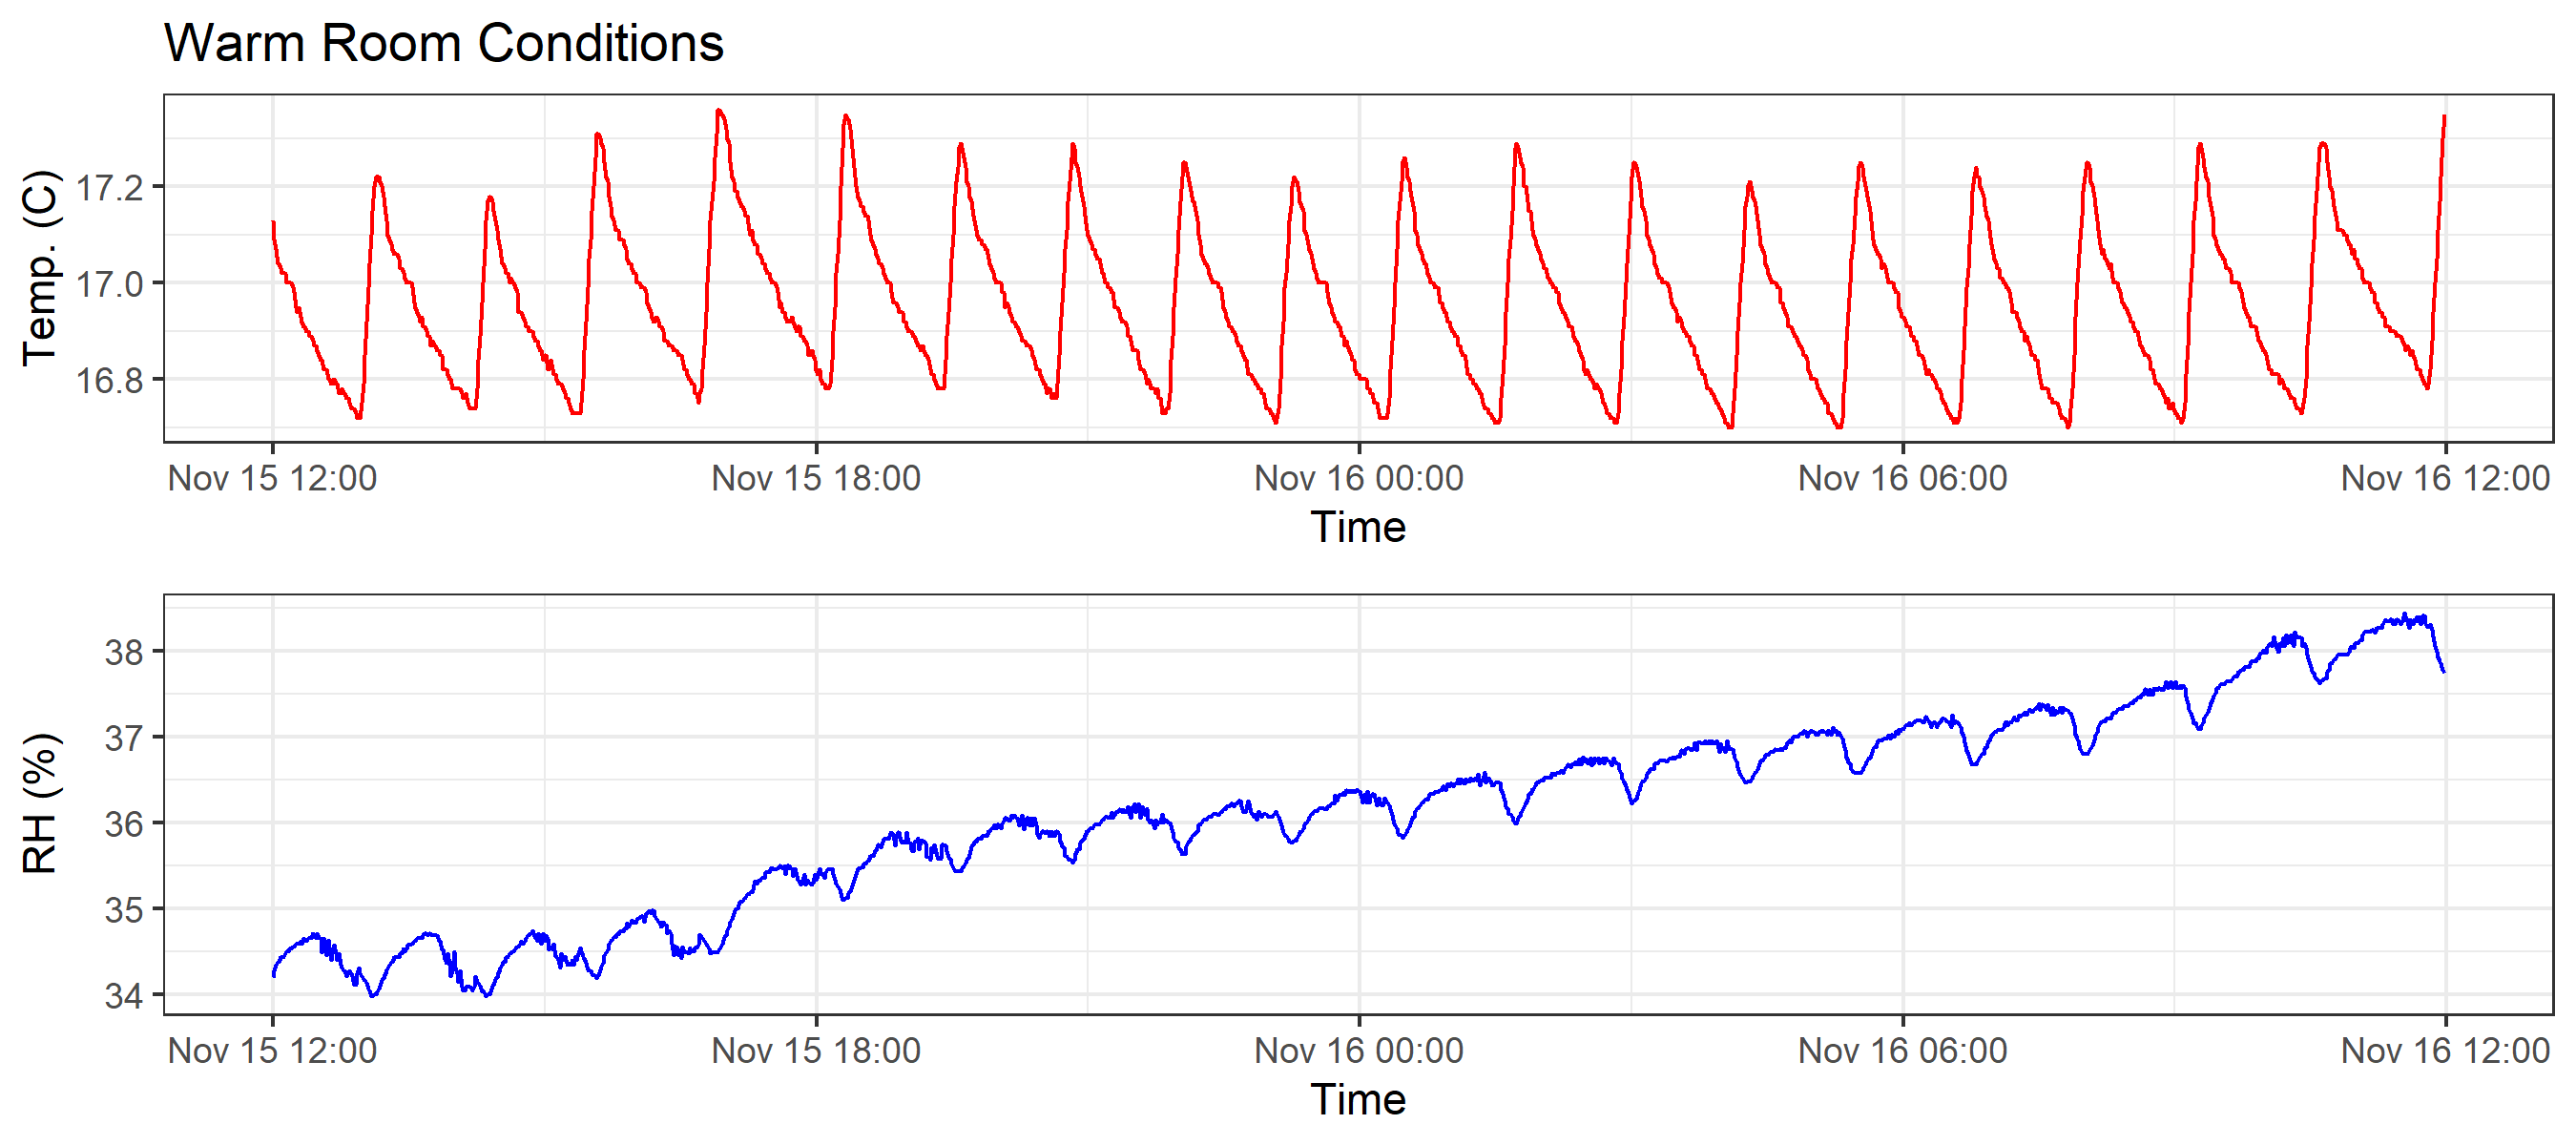 Warm Room Conditions
Temp. (C)
17.2
17.0
16.8
Nov 15 12:00 Nov 15 18:00 Nov 16 00:00 Nov 16 06:00 Nov 16 12:00
Time
RH (%)
38
37
36
35
34
Nov 15 12:00 Nov 15 18:00 Nov 16 00:00 Nov 16 06:00 Nov 16 12:00
Time